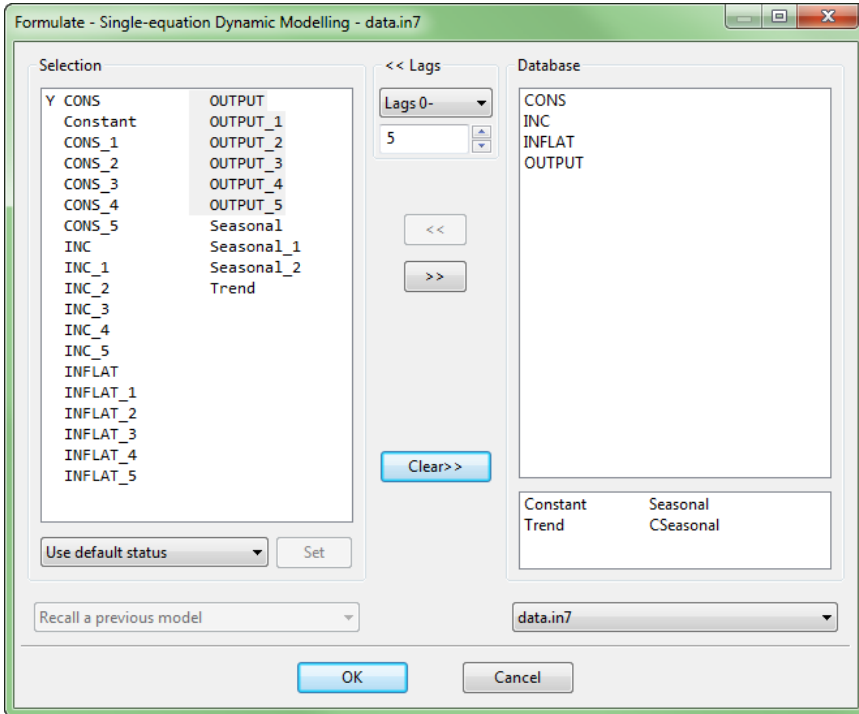 Formulate - Single-equation Dynamic Modelling - data.in7
Selection
Y CONS
Constant
CONS_1
CONS_2
CONS_3
CONS_4
CONS_5
INC
INC_1
INC_2
INC_3
INC_4
INC_5
INFLAT
INFLAT_1
INFLAT_2
INFLAT_3
INFLAT_4
INFLAT_5
OUTPUT
OUTPUT_1
OUTPUT_2
OUTPUT_3
OUTPUT_4
OUTPUT_5
Seasonal
Seasonal_1
Seasonal_2
Trend
Use default status
Set
Recall a previous model
<< Lags
Lags 0-
5
<<
>>
Clear>>
Database
CONS
INC
INFLAT
OUTPUT
Constant Seasonal
Trend CSeasonal
data.in7
OK
Cancel